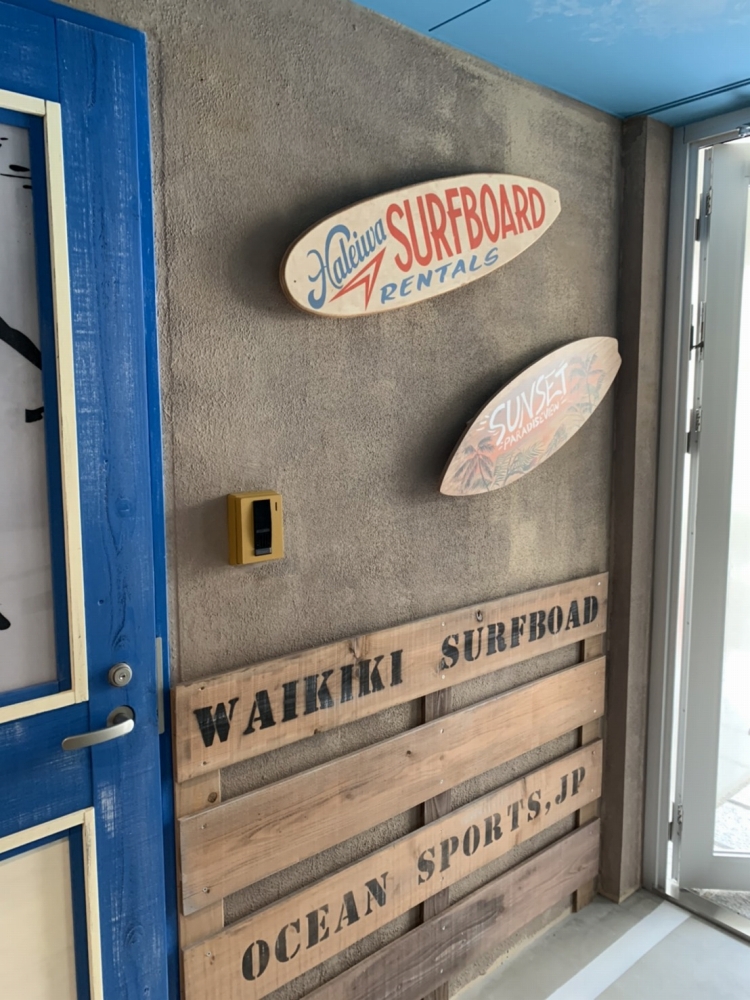 Haleiwa SURFBOARD
RENTALS
SUNSET
WAIKIKI SURFBOAD
OCEAN SPORTS,JP